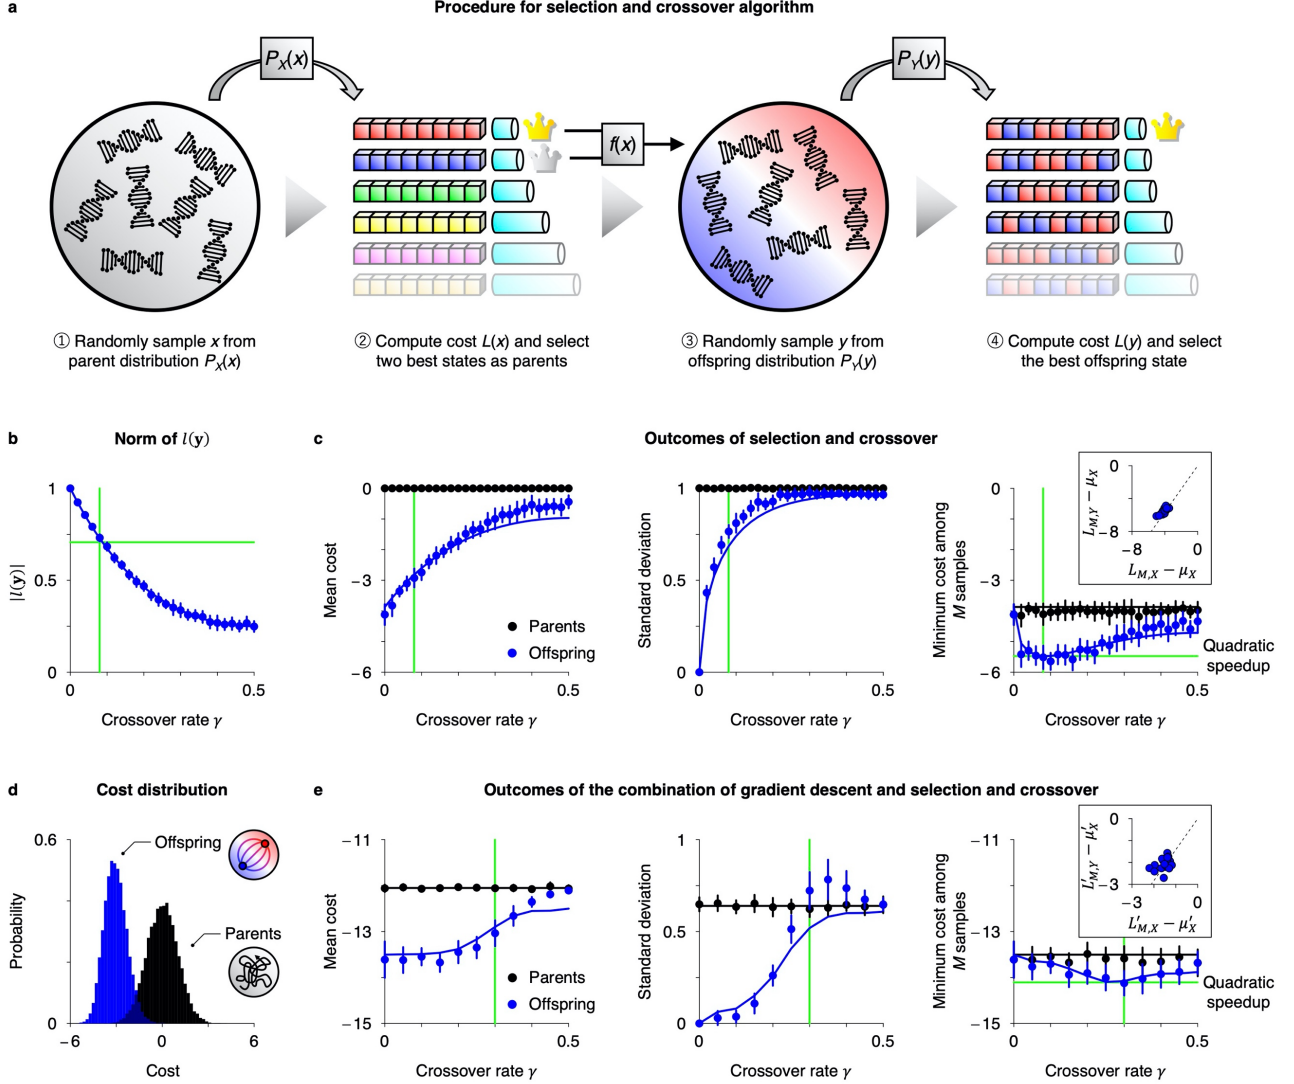 a
Procedure for selection and crossover algorithm
P_X(x)
f(x)
P_Y(y)
① Randomly sample x from
parent distribution P_X(x)
② Compute cost L(x) and select
two best states as parents
③ Randomly sample y from
offspring distribution P_Y(y)
④ Compute cost L(y) and select
the best offspring state
b
Norm of l(y)
|l(y)|
1
0.5
0
0
0.5
Crossover rate γ
c
Outcomes of selection and crossover
Mean cost
0
−3
−6
Parents
Offspring
0
0.5
Crossover rate γ
Standard deviation
1
0.5
0
0
0.5
Crossover rate γ
Minimum cost among
M samples
0
−3
−6
L_{M,Y} − μ_X
0
−8
−8
0
L_{M,X} − μ_X
Quadratic
speedup
0
0.5
Crossover rate γ
d
Cost distribution
Probability
0.6
0
Offspring
Parents
−6
0
6
Cost
e
Outcomes of the combination of gradient descent and selection and crossover
Mean cost
−11
−13
−15
Parents
Offspring
0
0.5
Crossover rate γ
Standard deviation
1
0.5
0
0
0.5
Crossover rate γ
Minimum cost among
M samples
−11
−13
−15
L′_{M,Y} − μ′_X
0
−3
−3
0
L′_{M,X} − μ′_X
Quadratic
speedup
0
0.5
Crossover rate γ